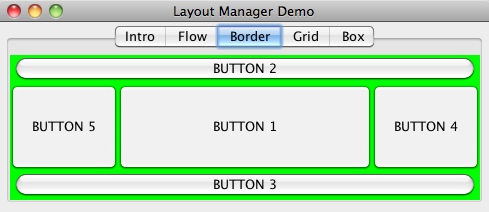 Layout Manager Demo
Intro Flow Border Grid Box
BUTTON 2
BUTTON 5 BUTTON 1 BUTTON 4
BUTTON 3